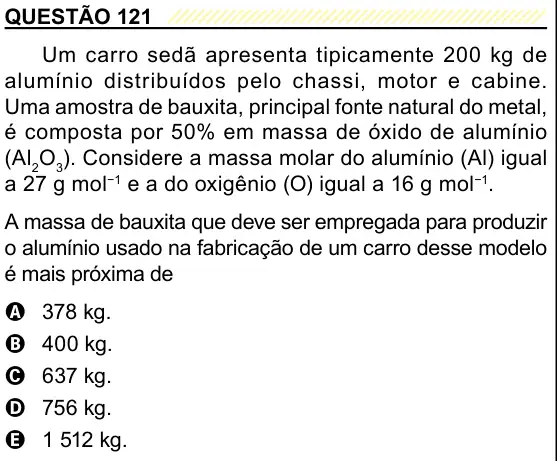 QUESTÃO 121
Um carro sedã apresenta tipicamente 200 kg de
alumínio distribuídos pelo chassi, motor e cabine.
Uma amostra de bauxita, principal fonte natural do metal,
é composta por 50% em massa de óxido de alumínio
(Al₂O₃). Considere a massa molar do alumínio (Al) igual
a 27 g mol⁻¹ e a do oxigênio (O) igual a 16 g mol⁻¹.
A massa de bauxita que deve ser empregada para produzir
o alumínio usado na fabricação de um carro desse modelo
é mais próxima de
A 378 kg.
B 400 kg.
C 637 kg.
D 756 kg.
E 1 512 kg.